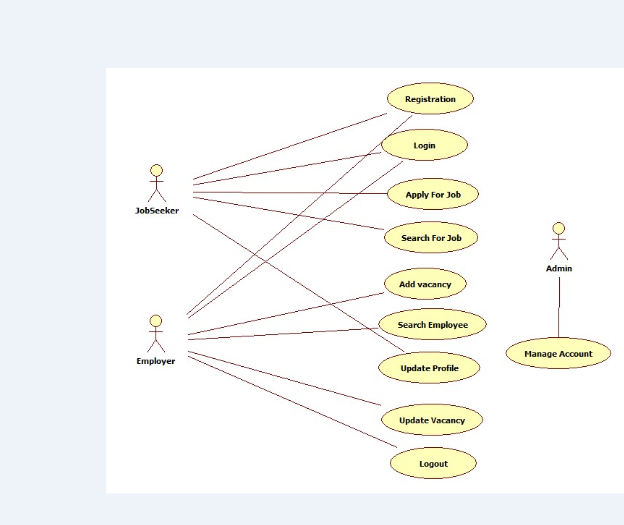 Registration
Login
JobSeeker
Apply For Job
Search For Job
Admin
Add vacancy
Search Employee
Employer
Update Profile
Manage Account
Update Vacancy
Logout